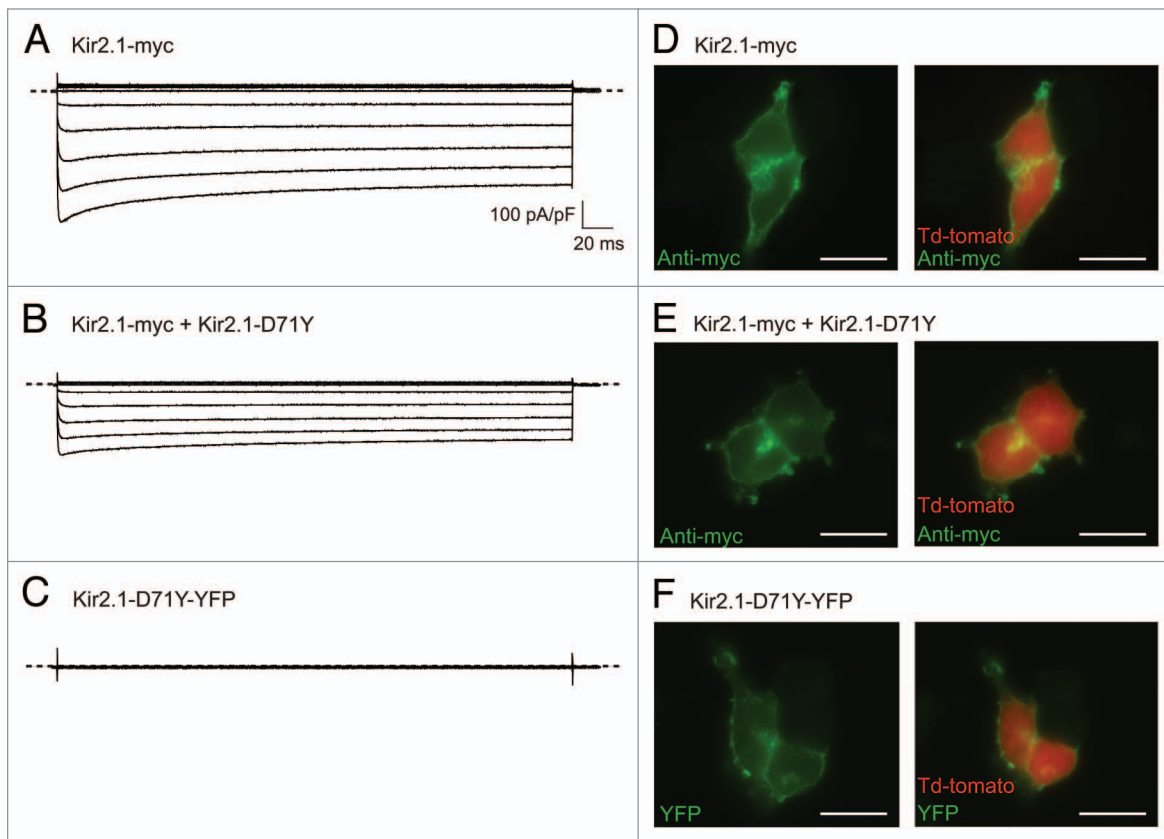 A Kir2.1-myc
100 pA/pF
20 ms
B Kir2.1-myc + Kir2.1-D71Y
C Kir2.1-D71Y-YFP
D Kir2.1-myc
Anti-myc
Td-tomato
Anti-myc
E Kir2.1-myc + Kir2.1-D71Y
Anti-myc
Td-tomato
Anti-myc
F Kir2.1-D71Y-YFP
YFP
Td-tomato
YFP